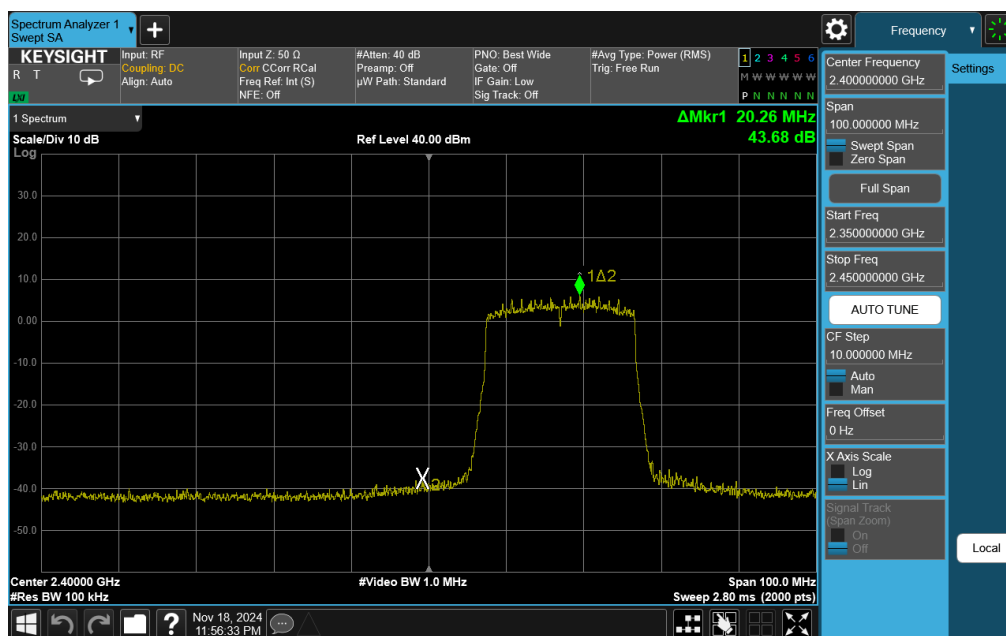 Spectrum Analyzer 1
Swept SA
+
Frequency
KEYSIGHT
R T
LXI
Input: RF
Coupling: DC
Align: Auto
Input Z: 50 Ω
Corr CCorr RCal
Freq Ref: Int (S)
NFE: Off
#Atten: 40 dB
Preamp: Off
µW Path: Standard
PNO: Best Wide
Gate: Off
IF Gain: Low
Sig Track: Off
#Avg Type: Power (RMS)
Trig: Free Run
1 2 3 4 5 6
M W W W W W
P N N N N N
1 Spectrum
ΔMkr1 20.26 MHz
43.68 dB
Scale/Div 10 dB
Ref Level 40.00 dBm
Log
30.0
20.0
10.0
0.00
-10.0
-20.0
-30.0
-40.0
-50.0
1Δ2
X2
Center 2.40000 GHz
#Video BW 1.0 MHz
Span 100.0 MHz
#Res BW 100 kHz
Sweep 2.80 ms (2000 pts)
Nov 18, 2024
11:56:33 PM
?
Center Frequency
2.400000000 GHz
Settings
Span
100.000000 MHz
Swept Span
Zero Span
Full Span
Start Freq
2.350000000 GHz
Stop Freq
2.450000000 GHz
AUTO TUNE
CF Step
10.000000 MHz
Auto
Man
Freq Offset
0 Hz
X Axis Scale
Log
Lin
Signal Track
(Span Zoom)
On
Off
Local